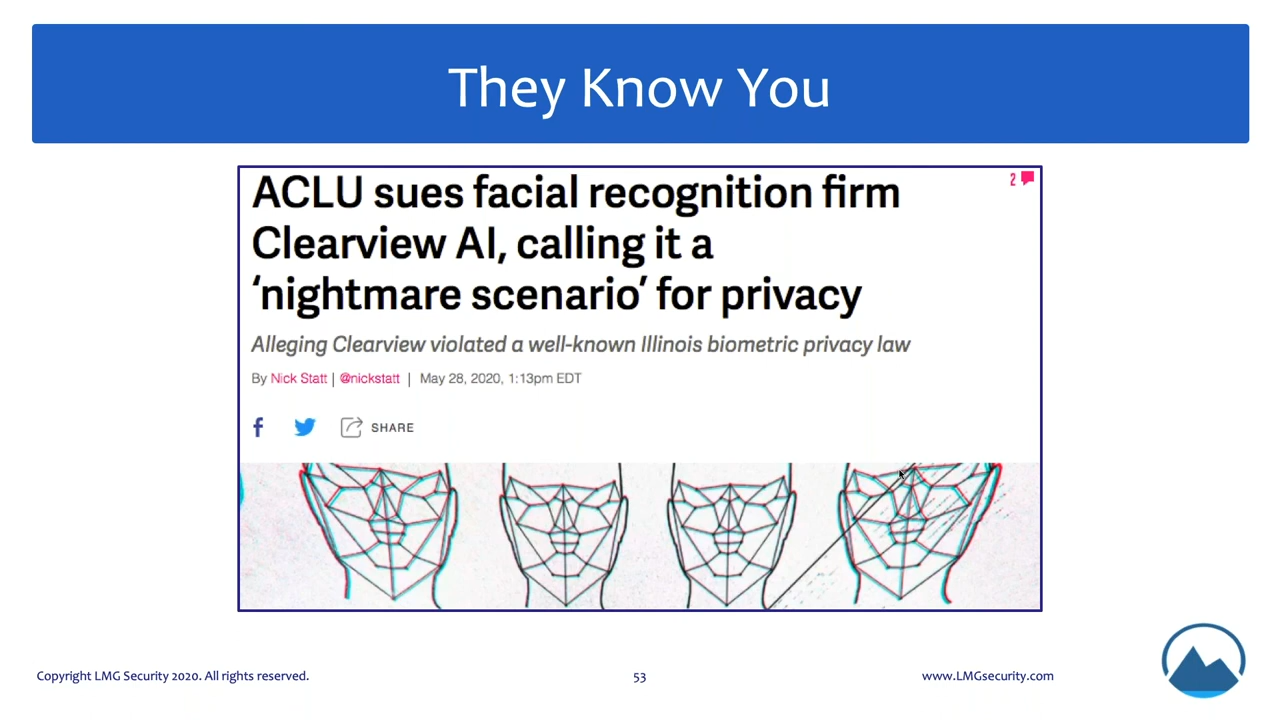 They Know You
ACLU sues facial recognition firm
2
Clearview AI, calling it a
‘nightmare scenario’ for privacy
Alleging Clearview violated a well-known Illinois biometric privacy law
By Nick Statt | @nickstatt | May 28, 2020, 1:13pm EDT
SHARE
Copyright LMG Security 2020. All rights reserved.
53
www.LMGsecurity.com